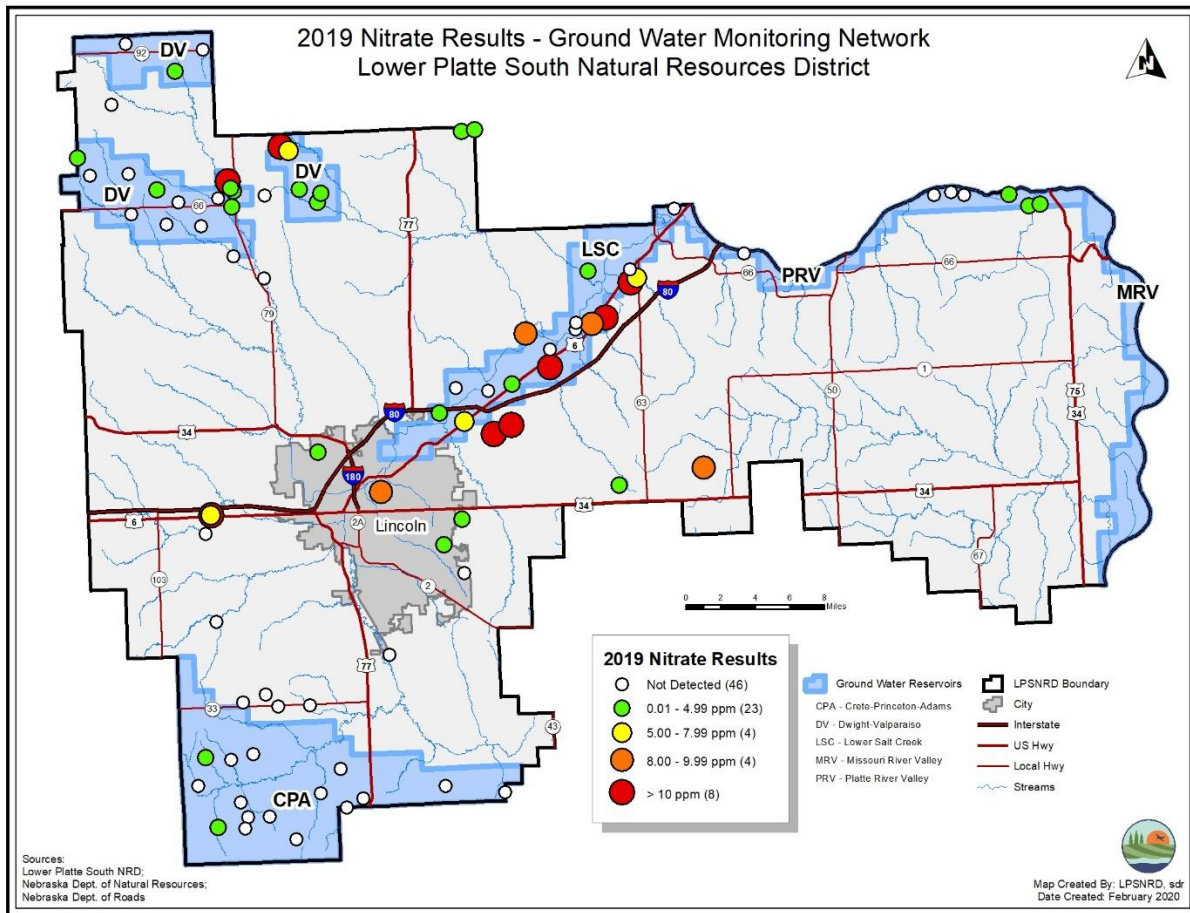 2019 Nitrate Results - Ground Water Monitoring Network
Lower Platte South Natural Resources District
N
DV
92
DV
DV
66
77
79
LSC
66
80
PRV
66
MRV
6
1
63
50
75
34
34
80
180
6
Lincoln
2A
34
34
67
103
2
77
33
43
CPA
0 2 4 6 8
Miles
2019 Nitrate Results
Not Detected (46)
0.01 - 4.99 ppm (23)
5.00 - 7.99 ppm (4)
8.00 - 9.99 ppm (4)
> 10 ppm (8)
Ground Water Reservoirs
CPA - Crete-Princeton-Adams
DV - Dwight-Valparaiso
LSC - Lower Salt Creek
MRV - Missouri River Valley
PRV - Platte River Valley
LPSNRD Boundary
City
Interstate
US Hwy
Local Hwy
Streams
Sources:
Lower Platte South NRD;
Nebraska Dept. of Natural Resources;
Nebraska Dept. of Roads
Map Created By: LPSNRD, sdr
Date Created: February 2020